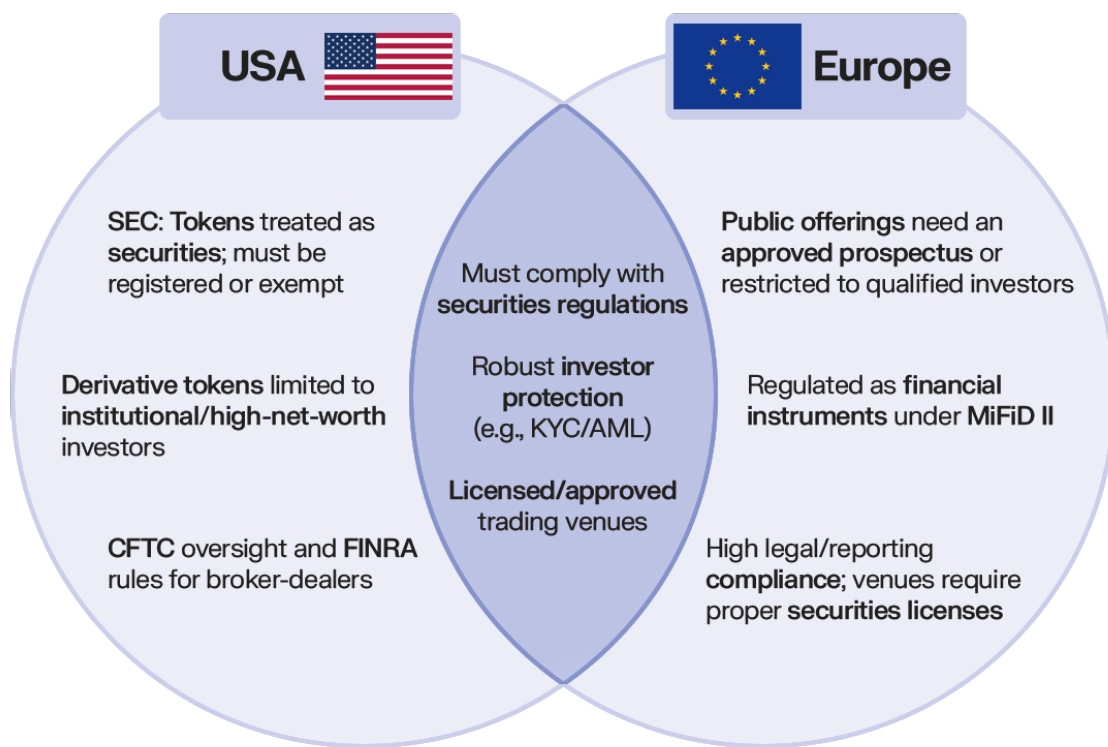 USA
Europe
SEC: Tokens treated as
securities; must be
registered or exempt
Derivative tokens limited to
institutional/high-net-worth
investors
CFTC oversight and FINRA
rules for broker-dealers
Must comply with
securities regulations
Robust investor
protection
(e.g., KYC/AML)
Licensed/approved
trading venues
Public offerings need an
approved prospectus or
restricted to qualified investors
Regulated as financial
instruments under MiFiD II
High legal/reporting
compliance; venues require
proper securities licenses